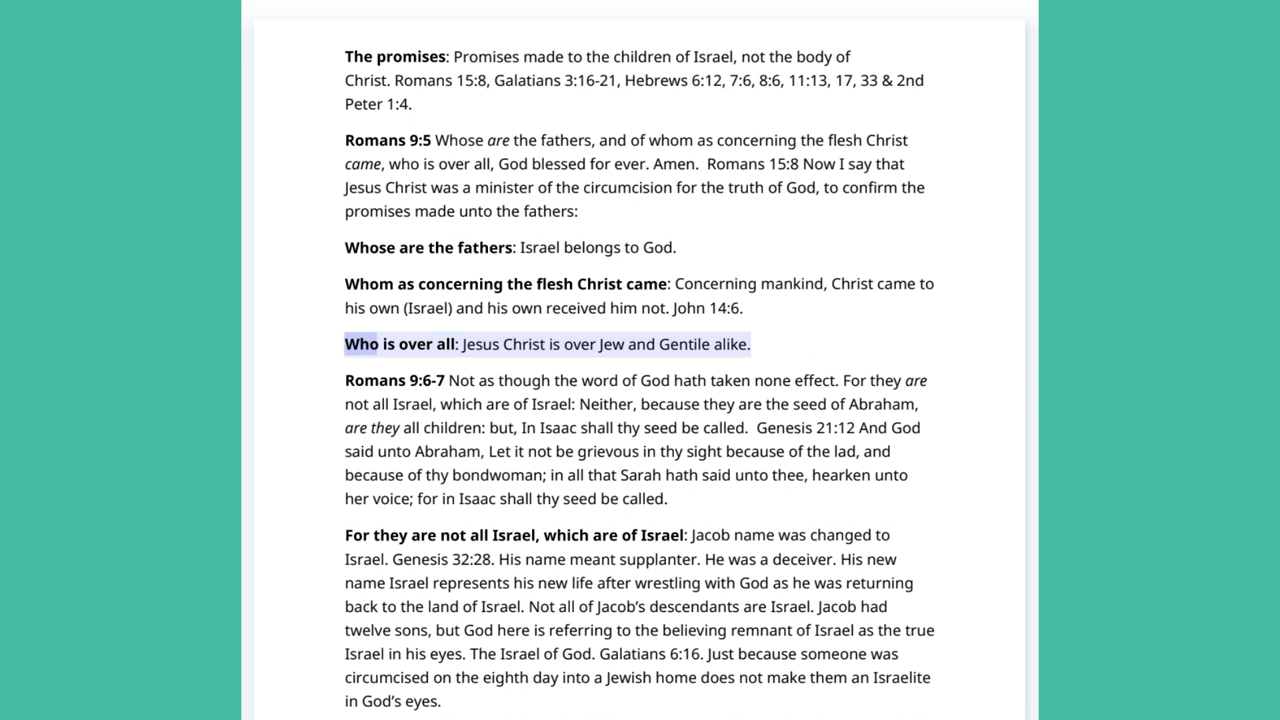 The promises: Promises made to the children of Israel, not the body of
Christ. Romans 15:8, Galatians 3:16-21, Hebrews 6:12, 7:6, 8:6, 11:13, 17, 33 & 2nd
Peter 1:4.
Romans 9:5 Whose are the fathers, and of whom as concerning the flesh Christ
came, who is over all, God blessed for ever. Amen.  Romans 15:8 Now I say that
Jesus Christ was a minister of the circumcision for the truth of God, to confirm the
promises made unto the fathers:
Whose are the fathers: Israel belongs to God.
Whom as concerning the flesh Christ came: Concerning mankind, Christ came to
his own (Israel) and his own received him not. John 14:6.
Who is over all: Jesus Christ is over Jew and Gentile alike.
Romans 9:6-7 Not as though the word of God hath taken none effect. For they are
not all Israel, which are of Israel: Neither, because they are the seed of Abraham,
are they all children: but, In Isaac shall thy seed be called.  Genesis 21:12 And God
said unto Abraham, Let it not be grievous in thy sight because of the lad, and
because of thy bondwoman; in all that Sarah hath said unto thee, hearken unto
her voice; for in Isaac shall thy seed be called.
For they are not all Israel, which are of Israel: Jacob name was changed to
Israel. Genesis 32:28. His name meant supplanter. He was a deceiver. His new
name Israel represents his new life after wrestling with God as he was returning
back to the land of Israel. Not all of Jacob’s descendants are Israel. Jacob had
twelve sons, but God here is referring to the believing remnant of Israel as the true
Israel in his eyes. The Israel of God. Galatians 6:16. Just because someone was
circumcised on the eighth day into a Jewish home does not make them an Israelite
in God’s eyes.